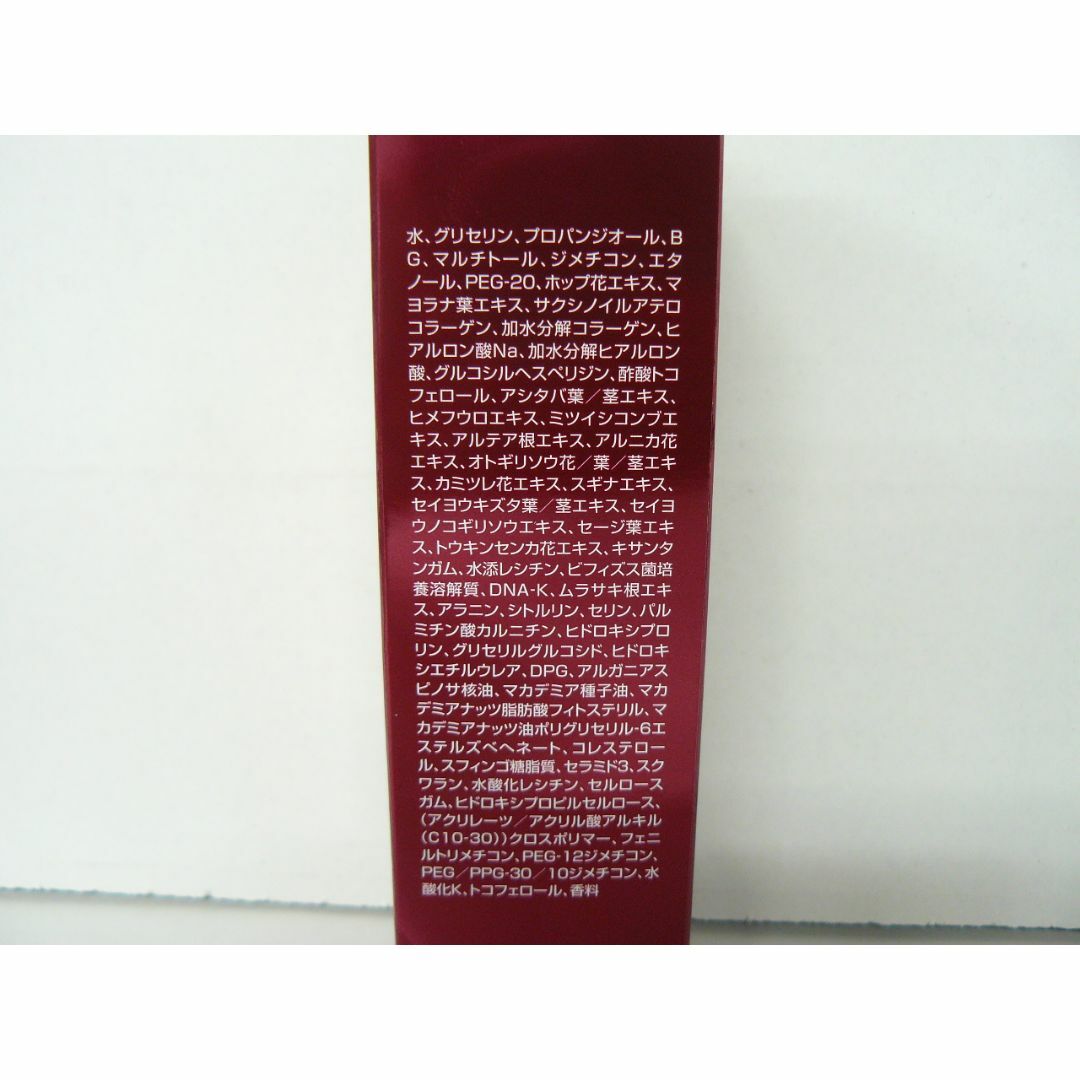 水、グリセリン、プロパンジオール、B
G、マルチトール、ジメチコン、エタ
ノール、PEG-20、ホップ花エキス、マ
ヨラナ葉エキス、サクシノイルアテロ
コラーゲン、加水分解コラーゲン、ヒ
アルロン酸Na、加水分解ヒアルロン
酸、グルコシルヘスペリジン、酢酸トコ
フェロール、アシタバ葉／茎エキス、
ヒメフウロエキス、ミツイシコンブエ
キス、アルテア根エキス、アルニカ花
エキス、オトギリソウ花／葉／茎エキ
ス、カミツレ花エキス、スギナエキス、
セイヨウキズタ葉／茎エキス、セイヨ
ウノコギリソウエキス、セージ葉エキ
ス、トウキンセンカ花エキス、キサンタ
ンガム、水添レシチン、ビフィズス菌培
養溶解質、DNA-K、ムラサキ根エキ
ス、アラニン、シトルリン、セリン、パル
ミチン酸カルニチン、ヒドロキシプロ
リン、グリセリルグルコシド、ヒドロキ
シエチルウレア、DPG、アルガニアス
ピノサ核油、マカデミア種子油、マカ
デミアナッツ脂肪酸フィトステリル、マ
カデミアナッツ油ポリグリセリル-6エ
ステルズベヘネート、コレステロー
ル、スフィンゴ糖脂質、セラミド3、スク
ワラン、水酸化レシチン、セルロース
ガム、ヒドロキシプロピルセルロース、
（アクリレーツ／アクリル酸アルキル
（C10-30））クロスポリマー、フェニ
ルトリメチコン、PEG-12ジメチコン、
PEG／PPG-30／10ジメチコン、水
酸化K、トコフェロール、香料